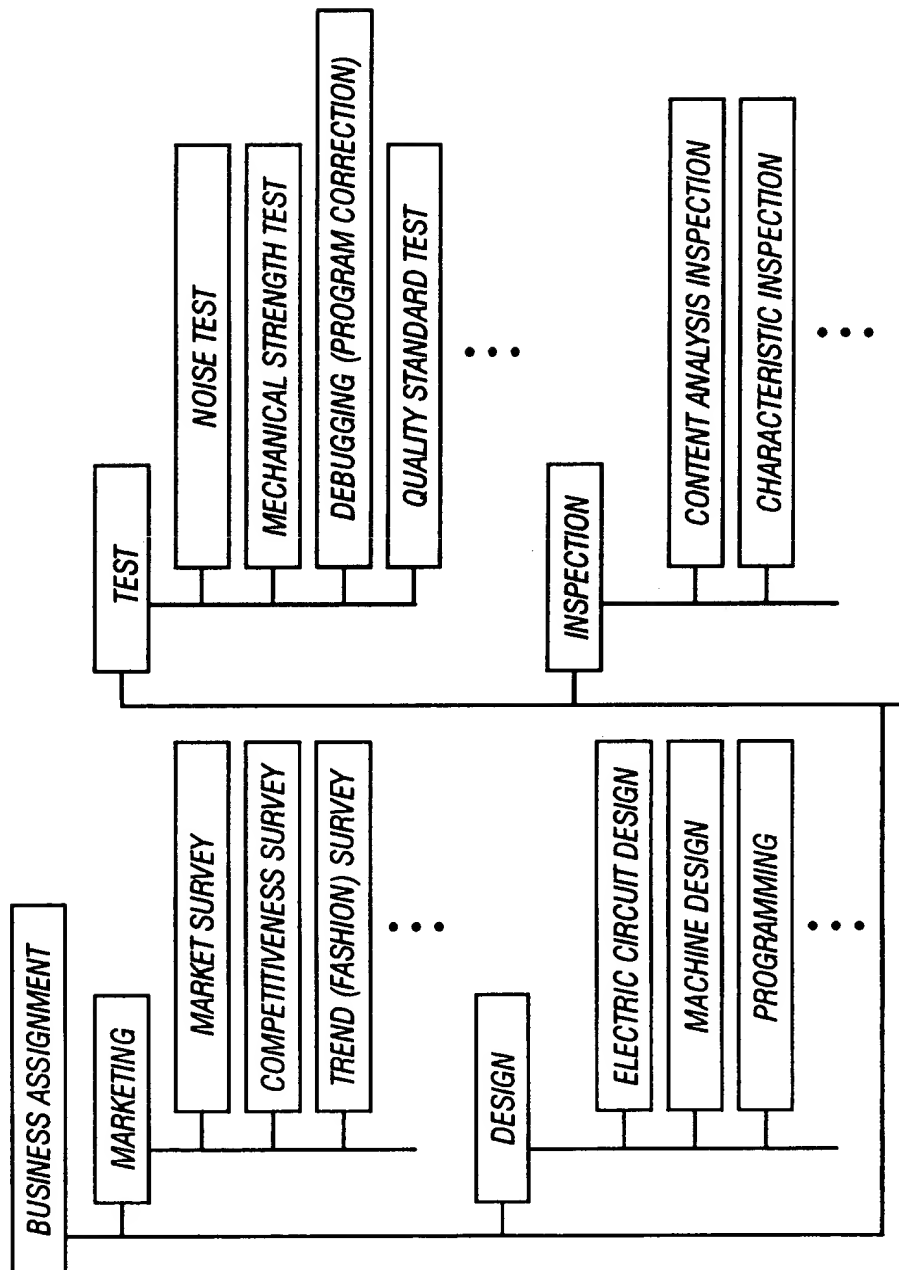 BUSINESS ASSIGNMENT
MARKETING
MARKET SURVEY
COMPETITIVENESS SURVEY
TREND (FASHION) SURVEY
DESIGN
ELECTRIC CIRCUIT DESIGN
MACHINE DESIGN
PROGRAMMING
TEST
NOISE TEST
MECHANICAL STRENGTH TEST
DEBUGGING (PROGRAM CORRECTION)
QUALITY STANDARD TEST
INSPECTION
CONTENT ANALYSIS INSPECTION
CHARACTERISTIC INSPECTION